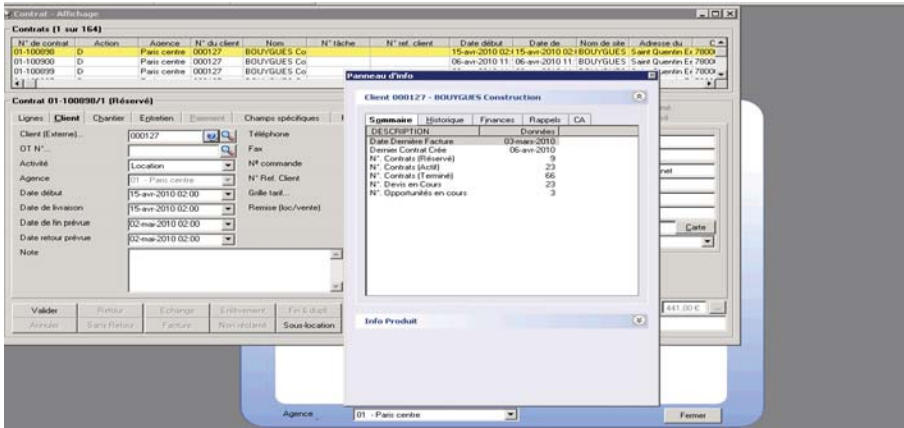 Contrat - Affichage
Contrats (1 sur 164)
N° de contrat Action Agence N° du client Nom N° tâche N° ref. client Date début Date de Nom de site Adresse du C
01-100898 D Paris centre 000127 BOUYGUES Co 15-avr-2010 02:( 15-avr-2010 02:( BOUYGUES Saint Quentin En 7800(
01-100900 D Paris centre 000127 BOUYGUES Co 06-avr-2010 11: 06-avr-2010 11: BOUYGUES Saint Quentin En 7800(
01-100899 D Paris centre 000127 BOUYGUES Co
Panneau d'info
Contrat 01-100898/1 (Réservé)
Client 000127 - BOUYGUES Construction
Lignes Client Chantier Entretien Paiement Champs spécifiques
Sommaire Historique Finances Rappels CA
Client (Externe)... 000127 Téléphone
DESCRIPTION Données
OT N°... Fax
Date Dernière Facture 03-mars-2010
Dernier Contrat Crée 06-avr-2010
Activité Location N° commande
N°. Contrats (Réservé) 9
N°. Contrats (Actif) 23
Agence 01 - Paris centre N° Ref. Client
N°. Contrats (Terminé) 66
N°. Devis en Cours 23
Date début 15-avr-2010 02:00 Grille tarif...
N°. Opportunités en cours 3
Date de livraison 15-avr-2010 02:00 Remise (loc/vente)
Date de fin prévue 02-mai-2010 02:00
Carte
Date retour prévue 02-mai-2010 02:00
Note
Valider Retour Echange Enlèvement Fin & dupli
441.00 € ...
Annuler Sans Retour Facture Non réclamé Sous-location
Info Produit
Agence 01 - Paris centre Fermer